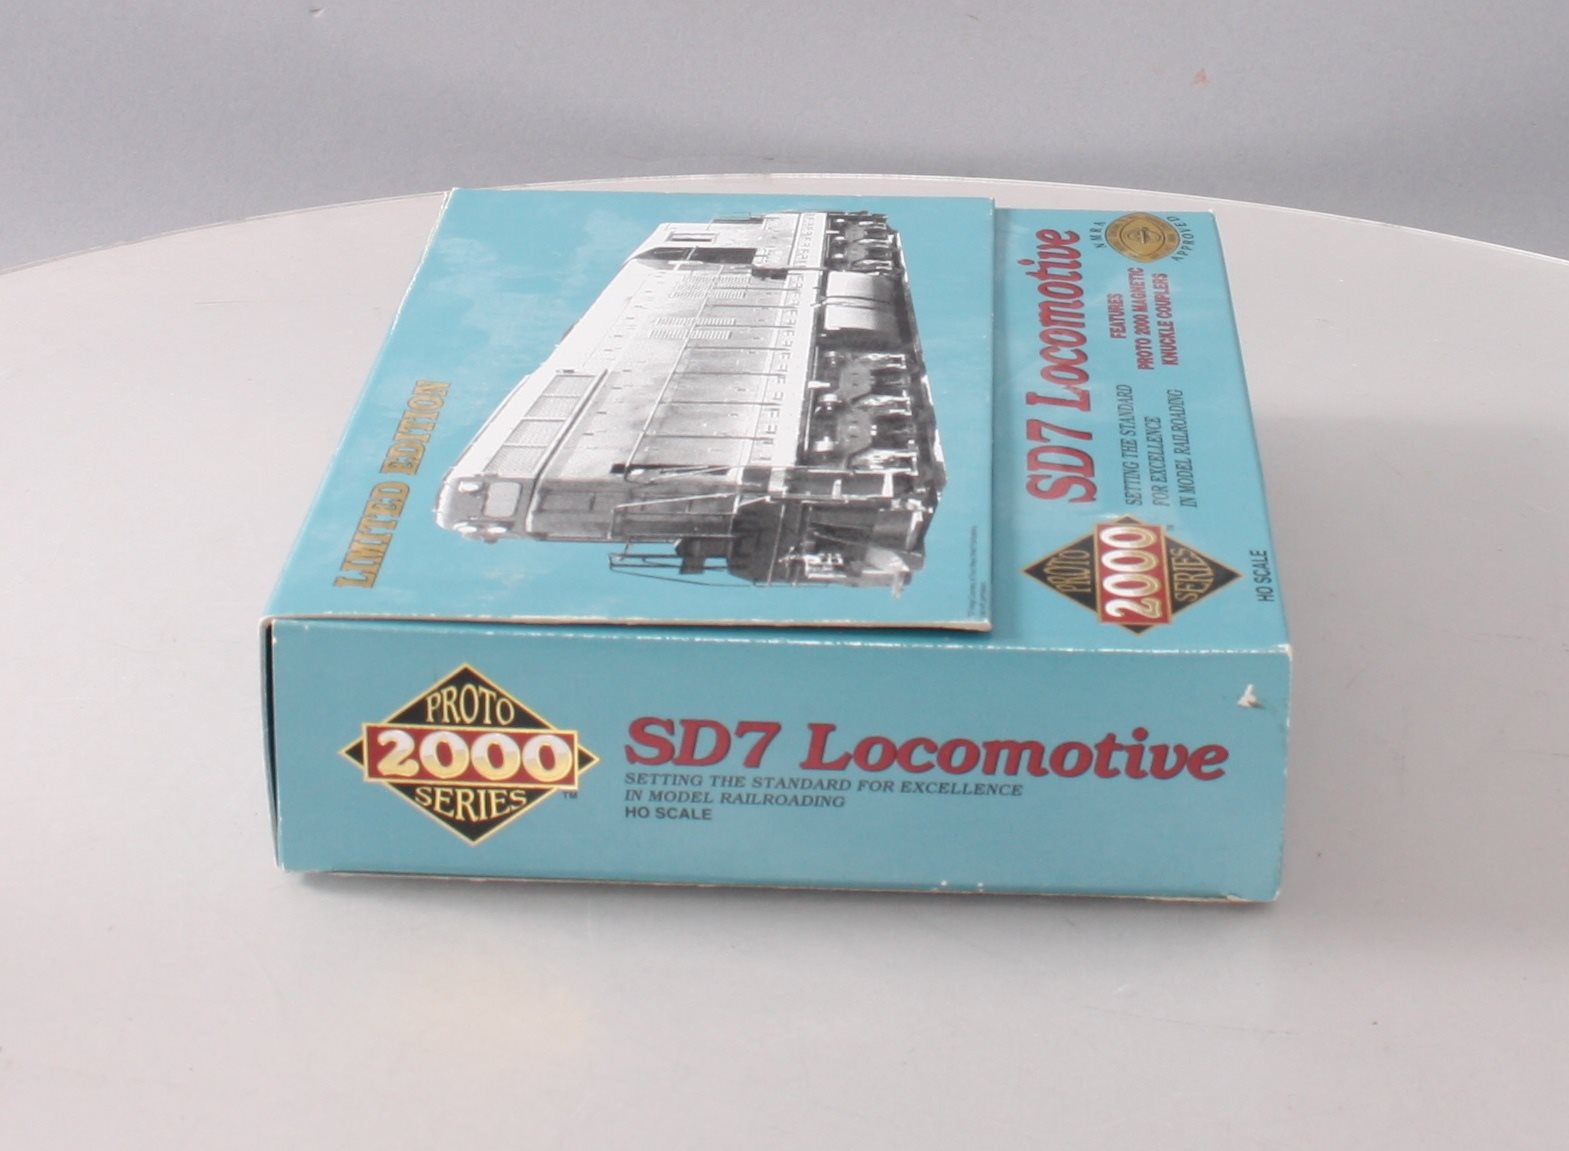 LIMITED EDITION
SD7 Locomotive
SETTING THE STANDARD
FOR EXCELLENCE
IN MODEL RAILROADING
FEATURES
PROTO 2000 MAGNETIC
KNUCKLE COUPLERS
NMRA
APPROVED
PROTO
2000
SERIES
TM
HO SCALE
PROTO
2000
SERIES
TM
SD7 Locomotive
SETTING THE STANDARD FOR EXCELLENCE
IN MODEL RAILROADING
HO SCALE